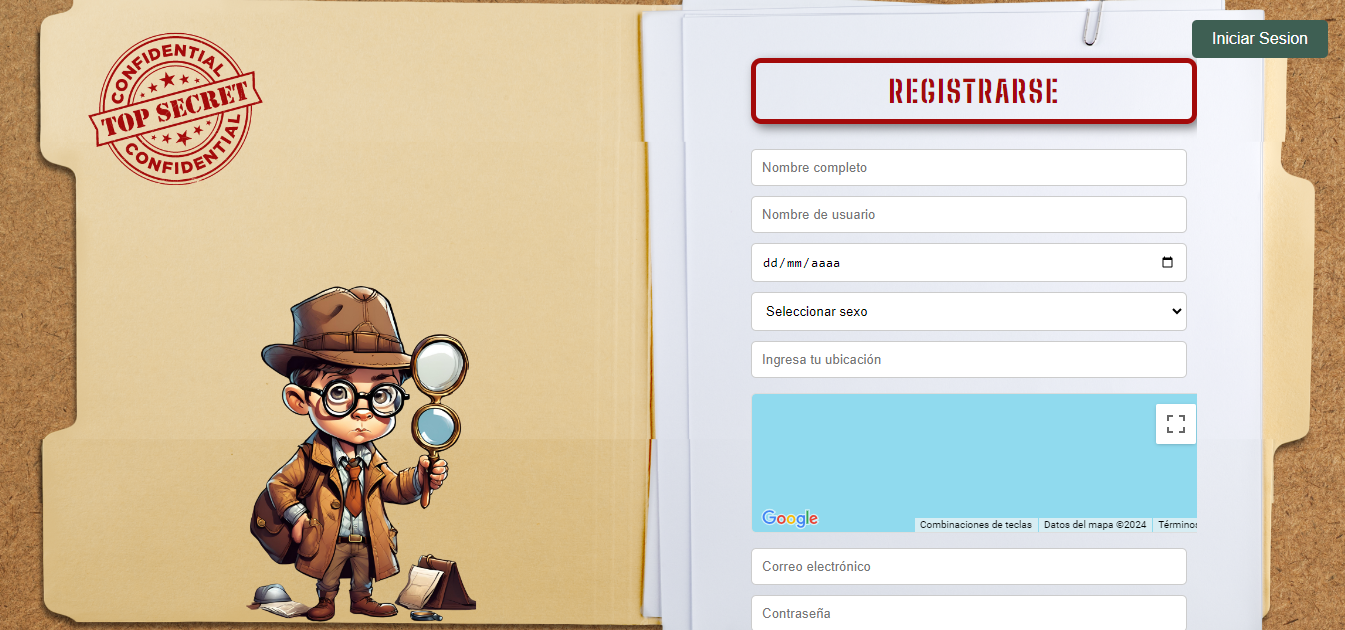 CONFIDENTIAL
TOP SECRET
CONFIDENTIAL
Iniciar Sesion
REGISTRARSE
Nombre completo
Nombre de usuario
dd/mm/aaaa
Seleccionar sexo
Ingresa tu ubicación
Google
Combinaciones de teclas
Datos del mapa ©2024
Términos
Correo electrónico
Contraseña